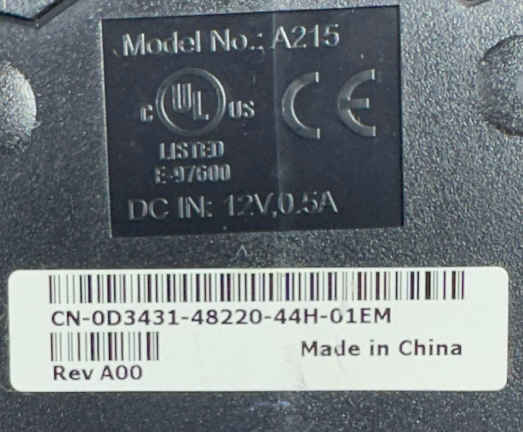 Model No.: A215
C UL US CE
LISTED
E-97600
DC IN: 12V,0.5A
CN-0D3431-48220-44H-01EM
Made in China
Rev A00